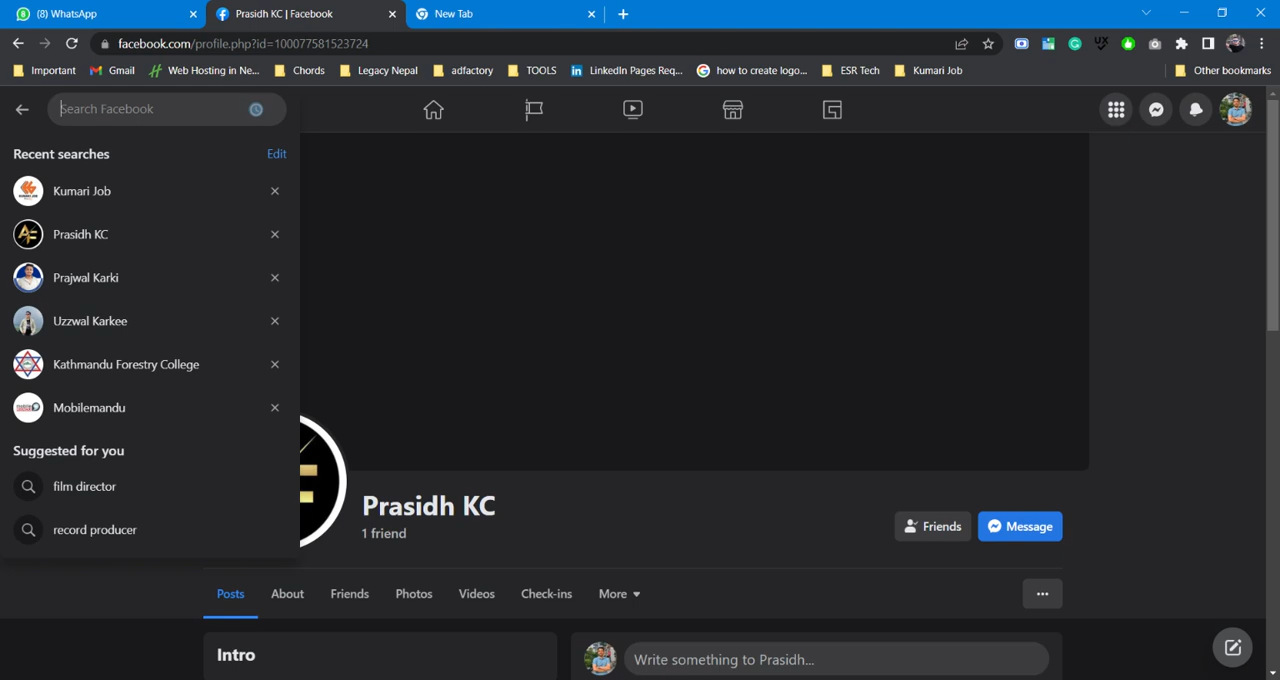 (8) WhatsApp
Prasidh KC | Facebook
New Tab
facebook.com/profile.php?id=100077581523724
Important
Gmail
Web Hosting in Ne...
Chords
Legacy Nepal
adfactory
TOOLS
LinkedIn Pages Req...
how to create logo...
ESR Tech
Kumari Job
Other bookmarks
Search Facebook
Recent searches
Edit
Kumari Job
Prasidh KC
Prajwal Karki
Uzzwal Karkee
Kathmandu Forestry College
Mobilemandu
Suggested for you
film director
record producer
Prasidh KC
1 friend
Friends
Message
Posts
About
Friends
Photos
Videos
Check-ins
More
Intro
Write something to Prasidh...